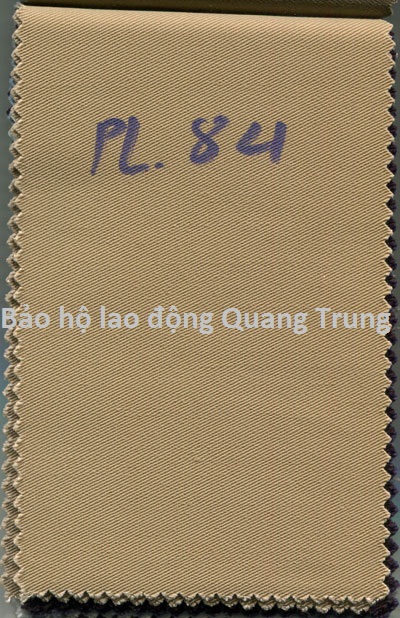 PL. 84
Bảo hộ lao động Quang Trung